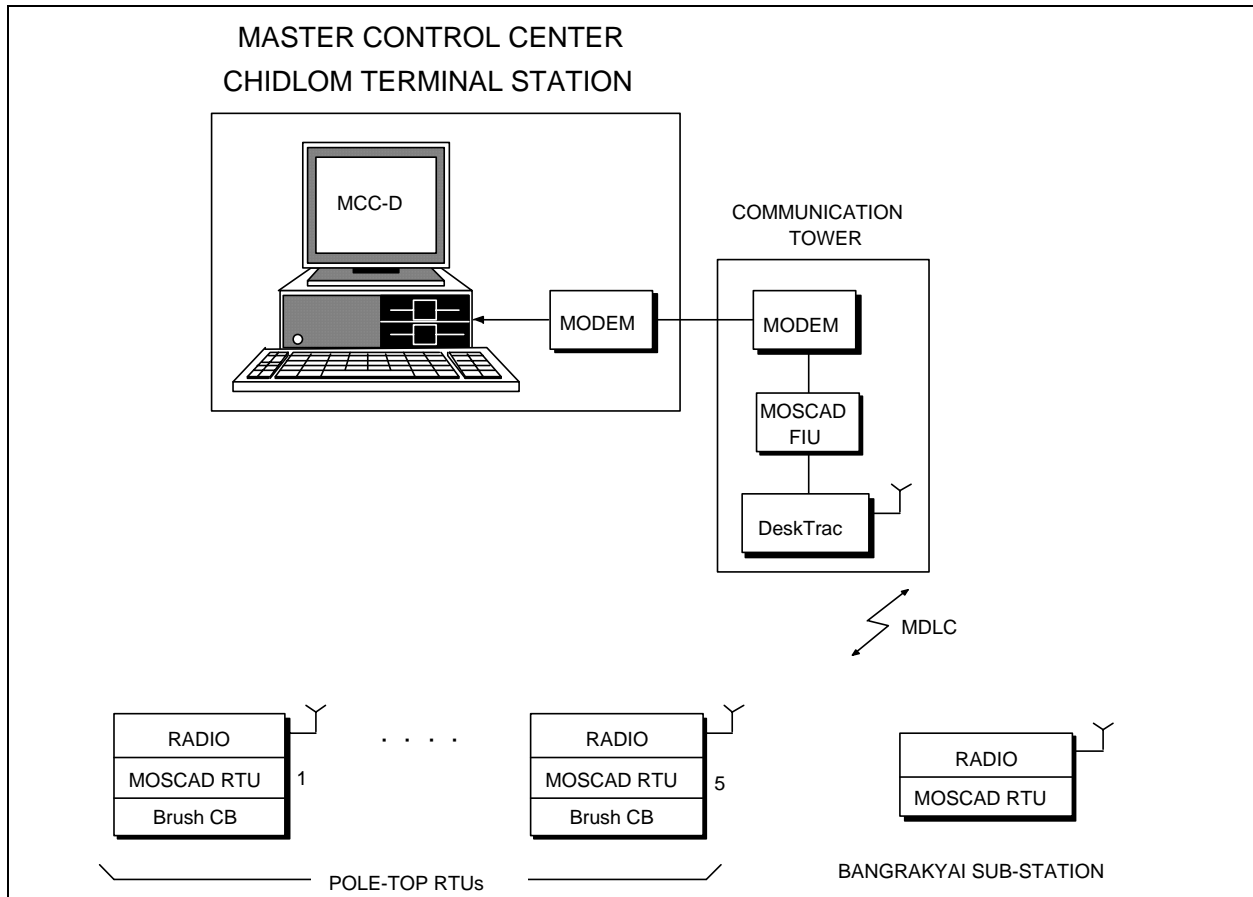 MASTER CONTROL CENTER
CHIDLOM TERMINAL STATION
MCC-D
COMMUNICATION
TOWER
MODEM
MODEM
MOSCAD
FIU
DeskTrac
MDLC
RADIO
MOSCAD RTU
Brush CB
1
. . . .
RADIO
MOSCAD RTU
Brush CB
5
RADIO
MOSCAD RTU
POLE-TOP RTUs
BANGRAKYAI SUB-STATION